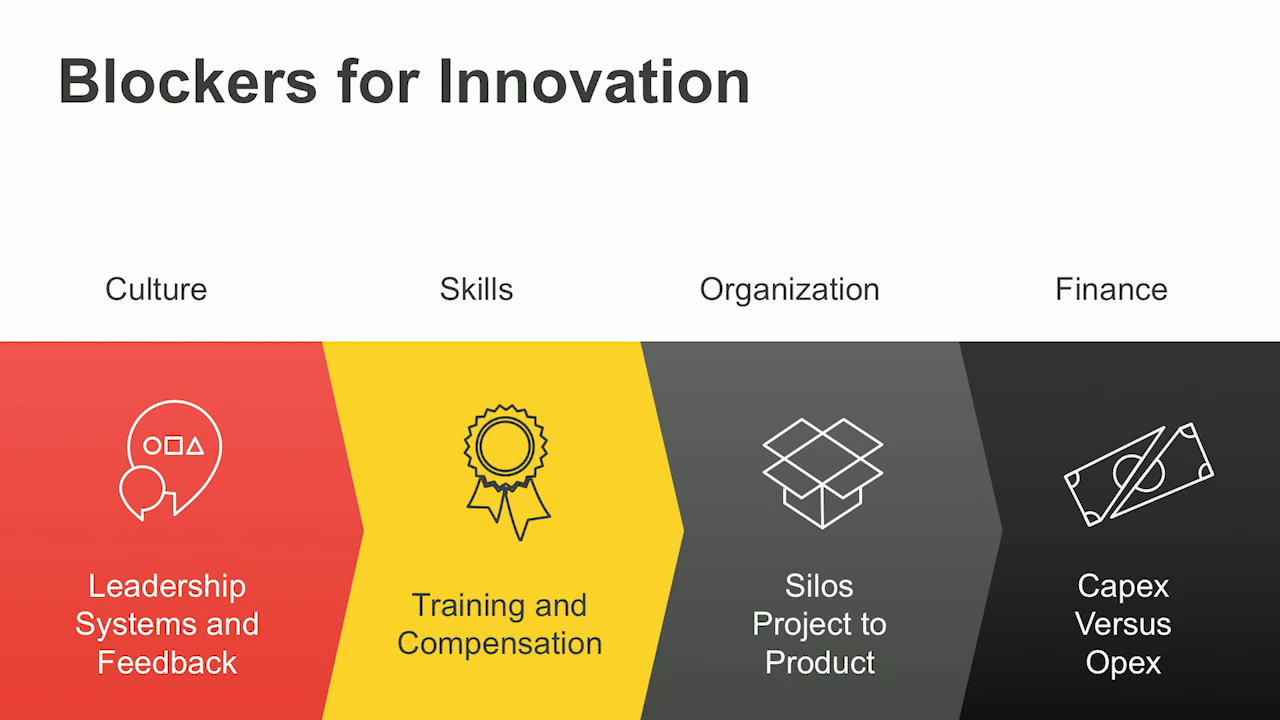 Blockers for Innovation
Culture
Skills
Organization
Finance
Leadership
Systems and
Feedback
Training and
Compensation
Silos
Project to
Product
Capex
Versus
Opex